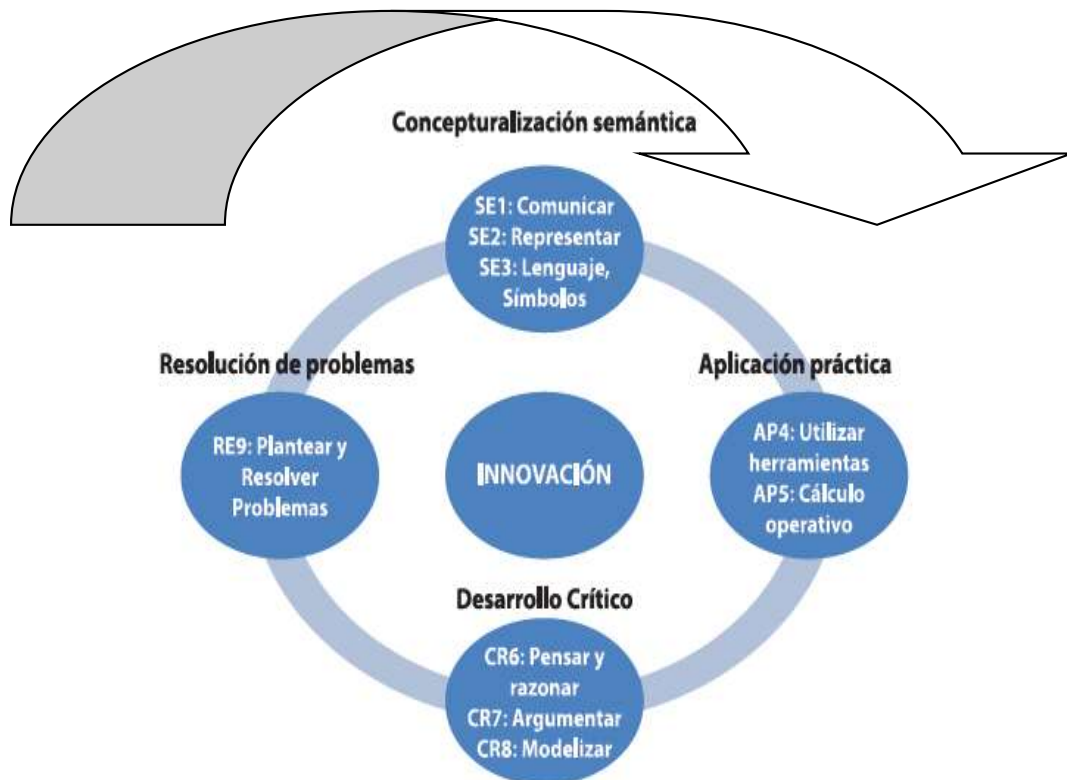 Concepturalización semántica
SE1: Comunicar
SE2: Representar
SE3: Lenguaje,
Símbolos
Resolución de problemas
RE9: Plantear y
Resolver
Problemas
INNOVACIÓN
Aplicación práctica
AP4: Utilizar
herramientas
AP5: Cálculo
operativo
Desarrollo Crítico
CR6: Pensar y
razonar
CR7: Argumentar
CR8: Modelizar